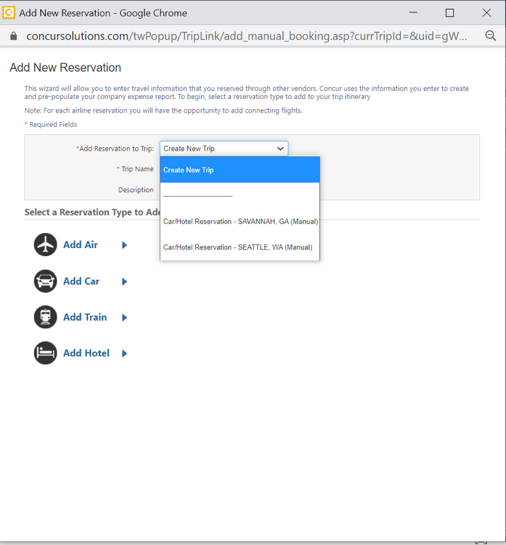 Add New Reservation - Google Chrome
concursolutions.com/twPopup/TripLink/add_manual_booking.asp?currTripId=&uid=gW...
Add New Reservation
This wizard will allow you to enter travel information that you reserved through other vendors. Concur uses the information you enter to create
and pre-populate your company expense report. To begin, select a reservation type to add to your trip itinerary
Note: For each airline reservation you will have the opportunity to add connecting flights.
* Required Fields
*Add Reservation to Trip: Create New Trip
* Trip Name
Create New Trip
Description
Car/Hotel Reservation - SAVANNAH, GA (Manual)
Select a Reservation Type to Ad
Car/Hotel Reservation - SEATTLE, WA (Manual)
Add Air
Add Car
Add Train
Add Hotel